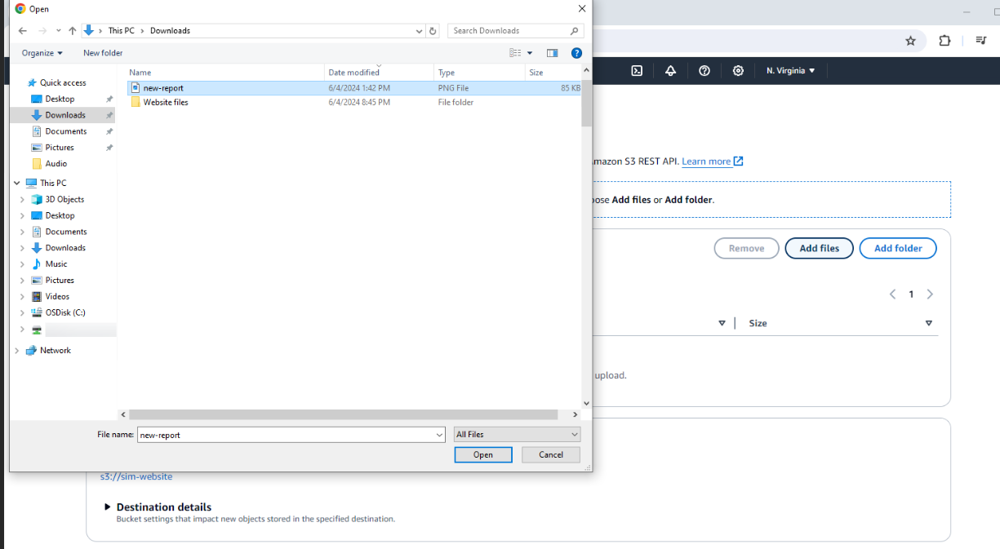 Open
This PC > Downloads
Search Downloads
Organize
New folder
Name
Date modified
Type
Size
new-report
6/4/2024 1:42 PM
PNG File
85 KB
Website files
6/4/2024 8:45 PM
File folder
Quick access
Desktop
Downloads
Documents
Pictures
Audio
This PC
3D Objects
Desktop
Documents
Downloads
Music
Pictures
Videos
OSDisk (C:)
Network
File name:
new-report
All Files
Open
Cancel
N. Virginia
S3 REST API. Learn more
Add files or Add folder.
Remove
Add files
Add folder
1
Size
upload.
s3://sim-website
Destination details
Bucket settings that impact new objects stored in the specified destination.